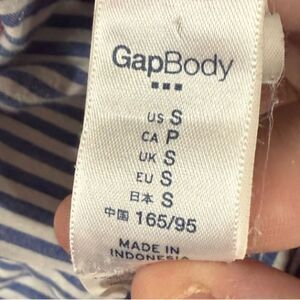 GapBody
US S
CA P
UK S
EU S
日本 S
中国 165/95
MADE IN
INDONESIA